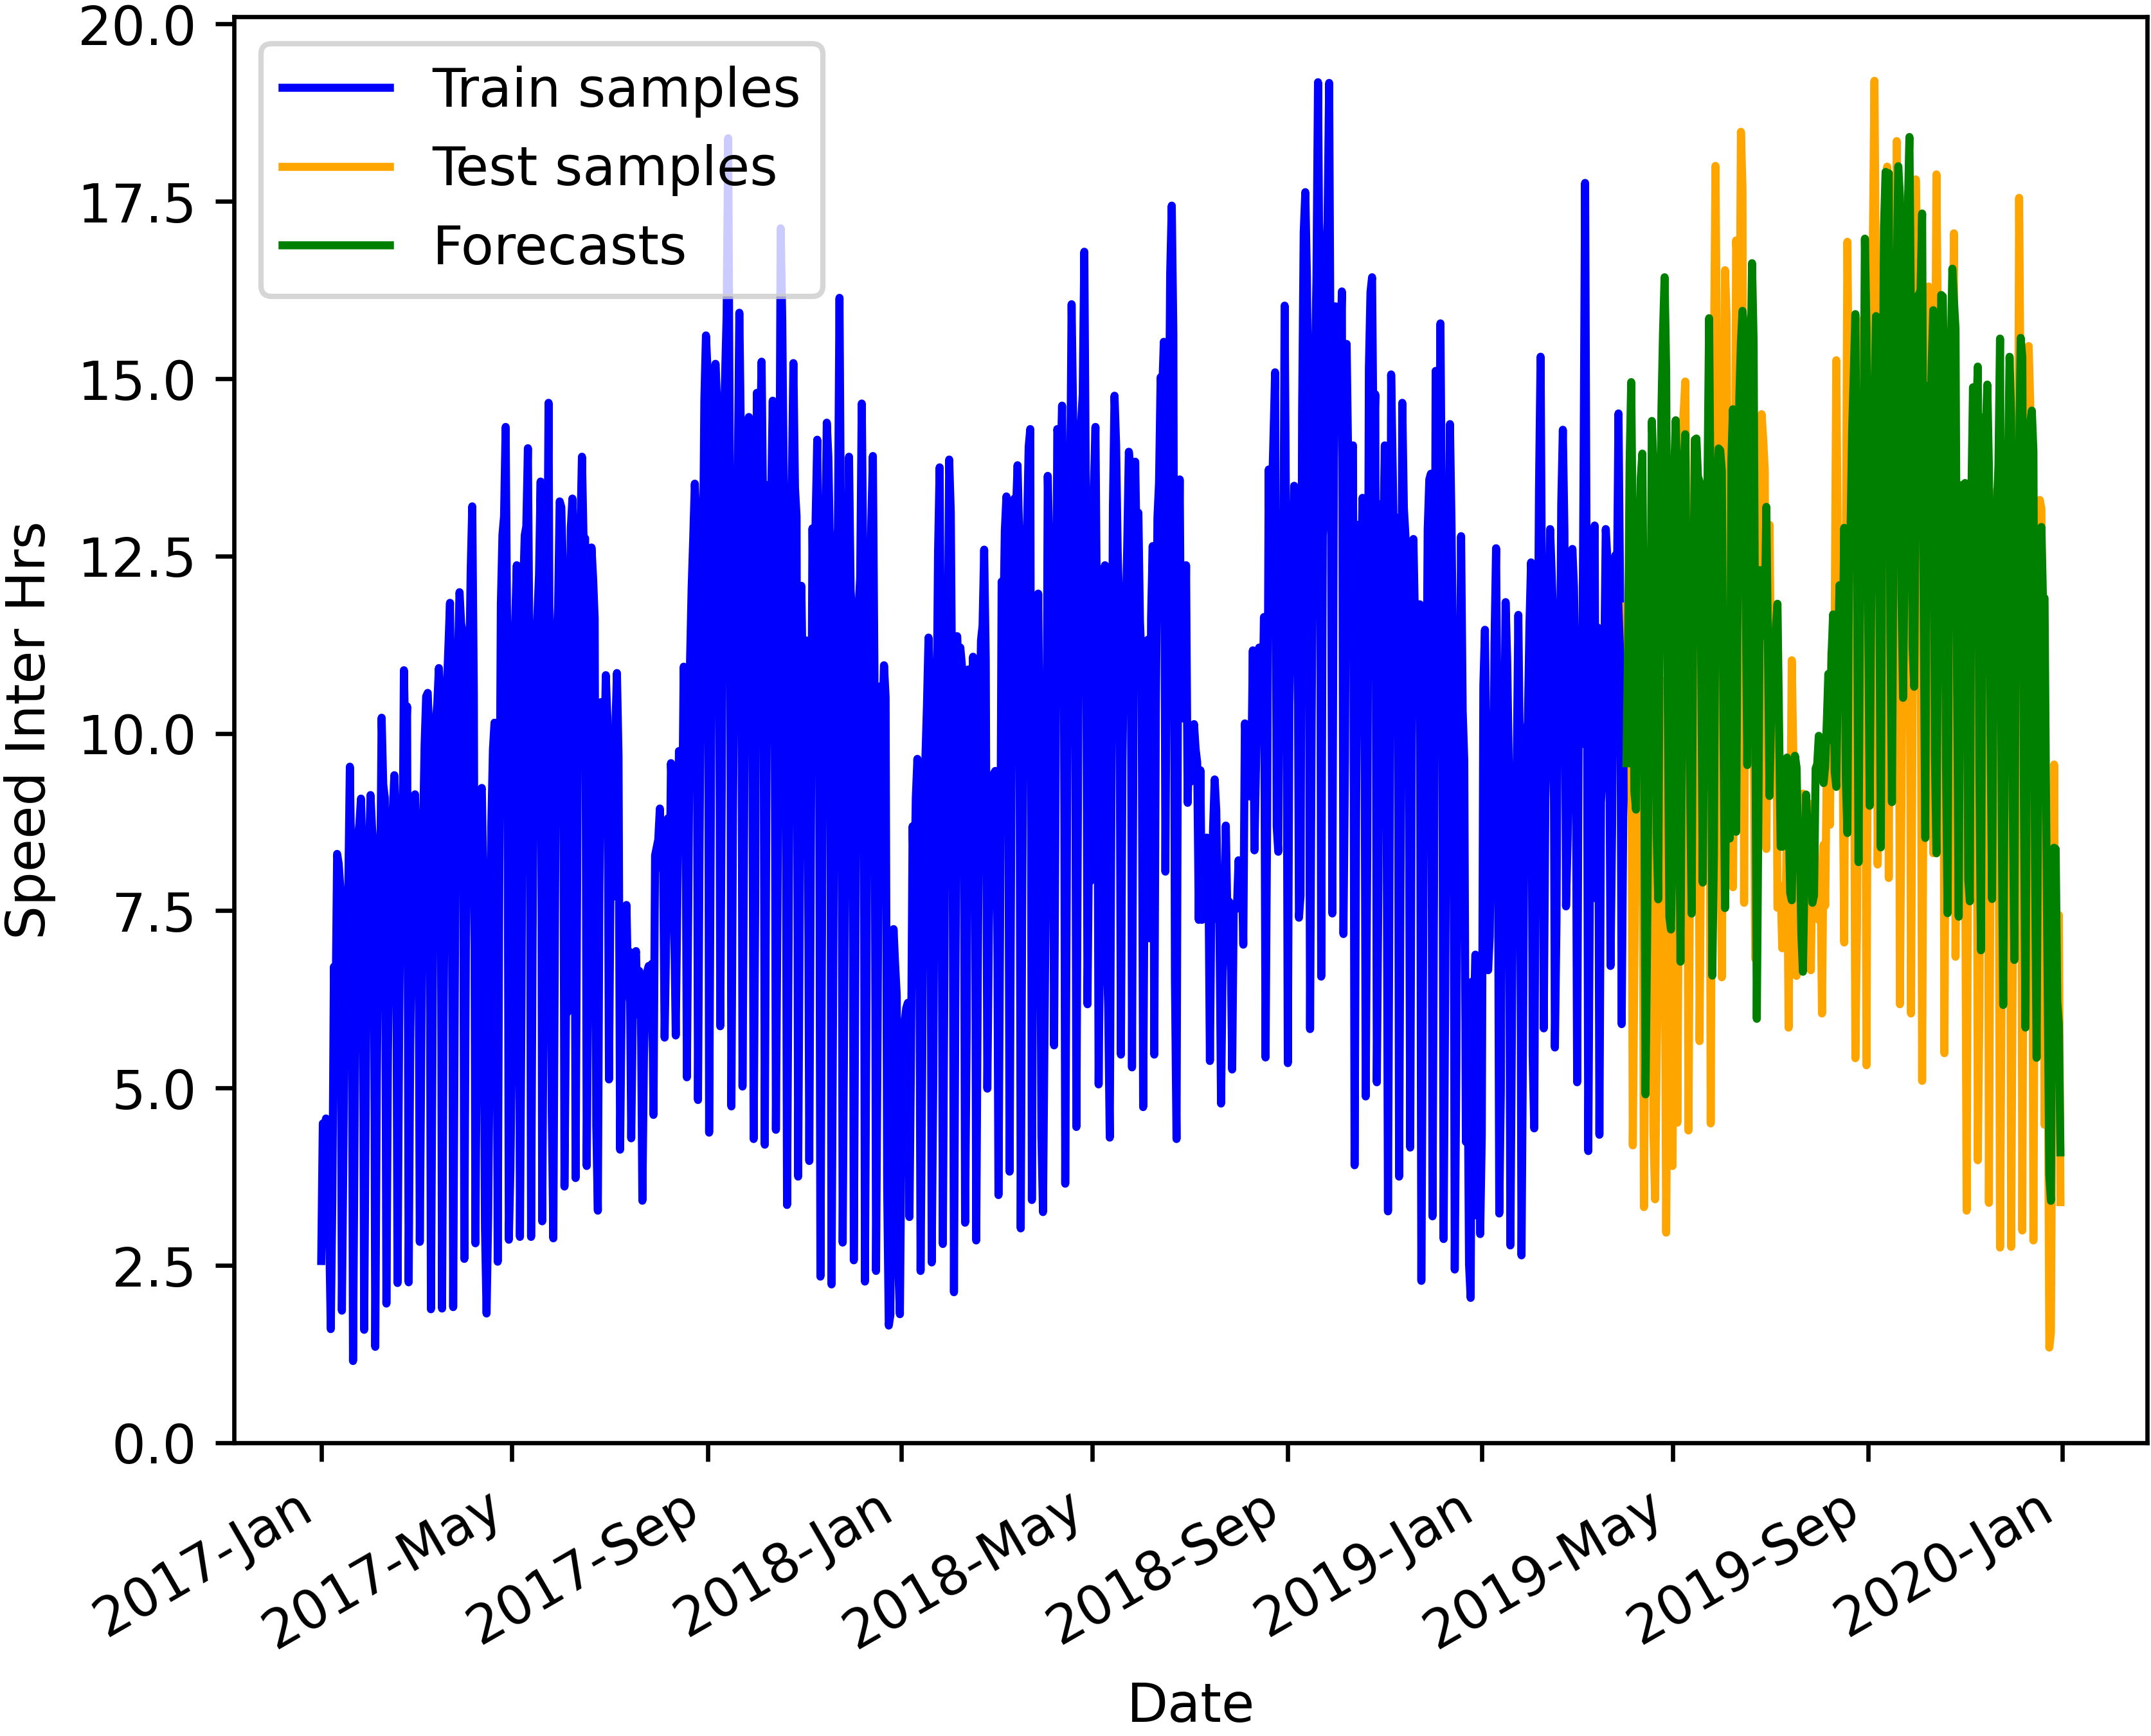 Train samples
Test samples
Forecasts
20.0
17.5
15.0
12.5
10.0
7.5
5.0
2.5
0.0
Speed Inter Hrs
2017-Jan
2017-May
2017-Sep
2018-Jan
2018-May
2018-Sep
2019-Jan
2019-May
2019-Sep
2020-Jan
Date